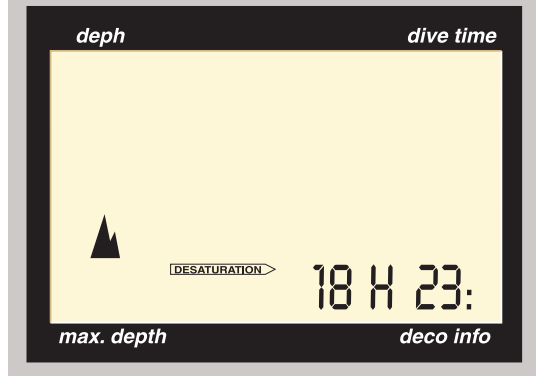 deph
dive time
DESATURATION
18 H 23:
max. depth
deco info